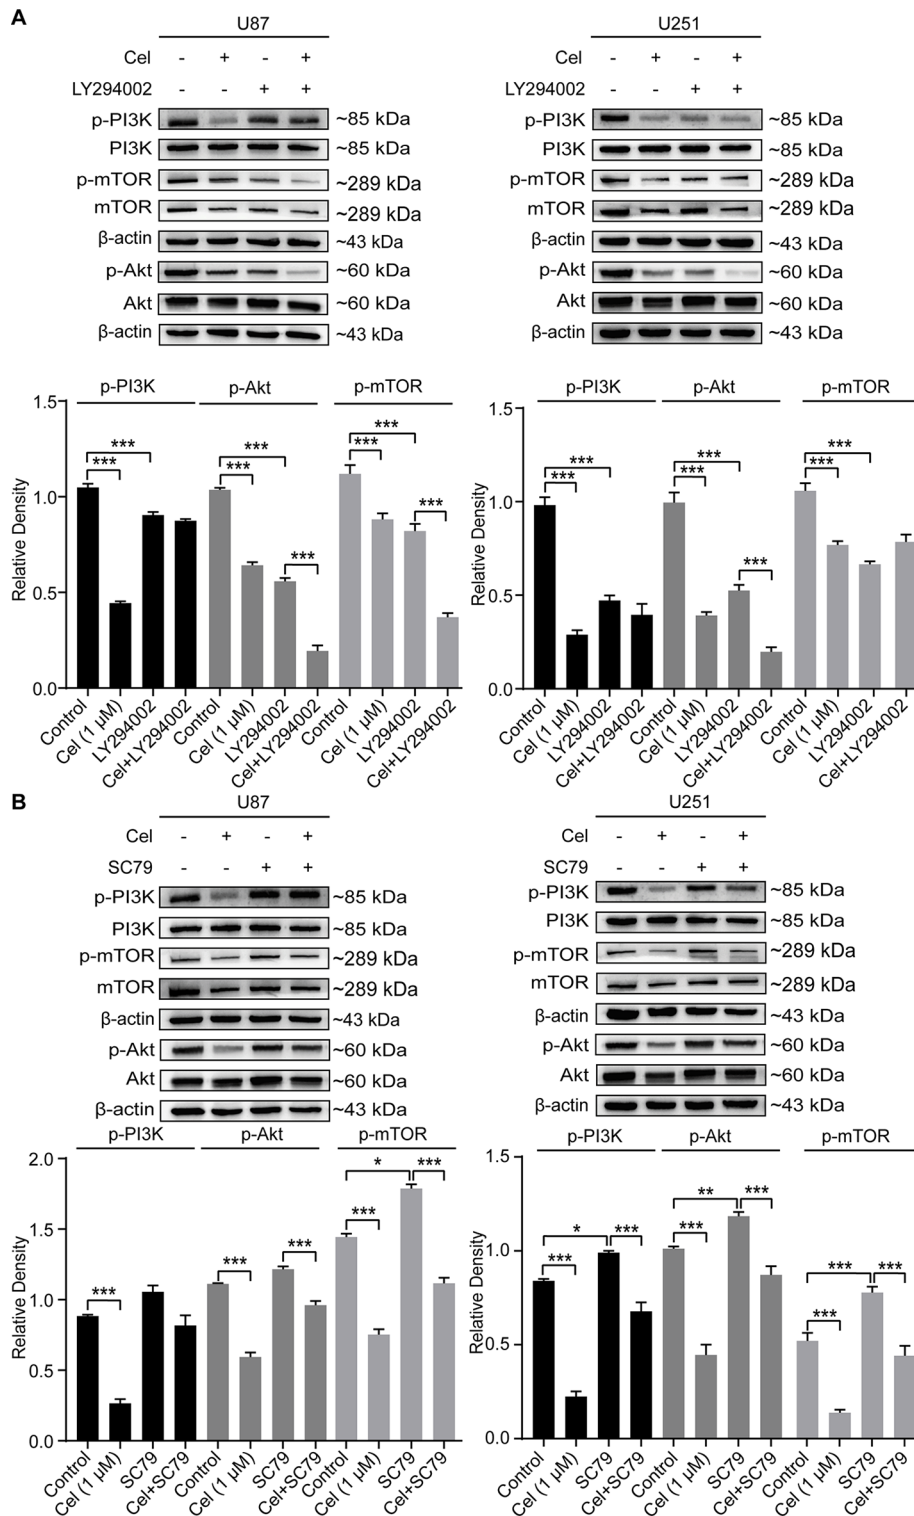 A
U87
Cel - + - +
LY294002 - - + +
p-PI3K ~85 kDa
PI3K ~85 kDa
p-mTOR ~289 kDa
mTOR ~289 kDa
β-actin ~43 kDa
p-Akt ~60 kDa
Akt ~60 kDa
β-actin ~43 kDa
U251
Cel - + - +
LY294002 - - + +
p-PI3K ~85 kDa
PI3K ~85 kDa
p-mTOR ~289 kDa
mTOR ~289 kDa
β-actin ~43 kDa
p-Akt ~60 kDa
Akt ~60 kDa
β-actin ~43 kDa
p-PI3K p-Akt p-mTOR
Relative Density
1.5
1.0
0.5
0.0
*** *** *** *** *** *** *** ***
Control Cel (1 μM) LY294002 Cel+LY294002 Control Cel (1 μM) LY294002 Cel+LY294002 Control Cel (1 μM) LY294002 Cel+LY294002
p-PI3K p-Akt p-mTOR
Relative Density
1.5
1.0
0.5
0.0
*** *** *** *** *** *** ***
Control Cel (1 μM) LY294002 Cel+LY294002 Control Cel (1 μM) LY294002 Cel+LY294002 Control Cel (1 μM) LY294002 Cel+LY294002
B
U87
Cel - + - +
SC79 - - + +
p-PI3K ~85 kDa
PI3K ~85 kDa
p-mTOR ~289 kDa
mTOR ~289 kDa
β-actin ~43 kDa
p-Akt ~60 kDa
Akt ~60 kDa
β-actin ~43 kDa
U251
Cel - + - +
SC79 - - + +
p-PI3K ~85 kDa
PI3K ~85 kDa
p-mTOR ~289 kDa
mTOR ~289 kDa
β-actin ~43 kDa
p-Akt ~60 kDa
Akt ~60 kDa
β-actin ~43 kDa
p-PI3K p-Akt p-mTOR
Relative Density
2.0
1.5
1.0
0.5
0.0
*** *** *** *** * ***
Control Cel (1 μM) SC79 Cel+SC79 Control Cel (1 μM) SC79 Cel+SC79 Control Cel (1 μM) SC79 Cel+SC79
p-PI3K p-Akt p-mTOR
Relative Density
1.5
1.0
0.5
0.0
*** * *** *** ** *** *** *** ***
Control Cel (1 μM) SC79 Cel+SC79 Control Cel (1 μM) SC79 Cel+SC79 Control Cel (1 μM) SC79 Cel+SC79